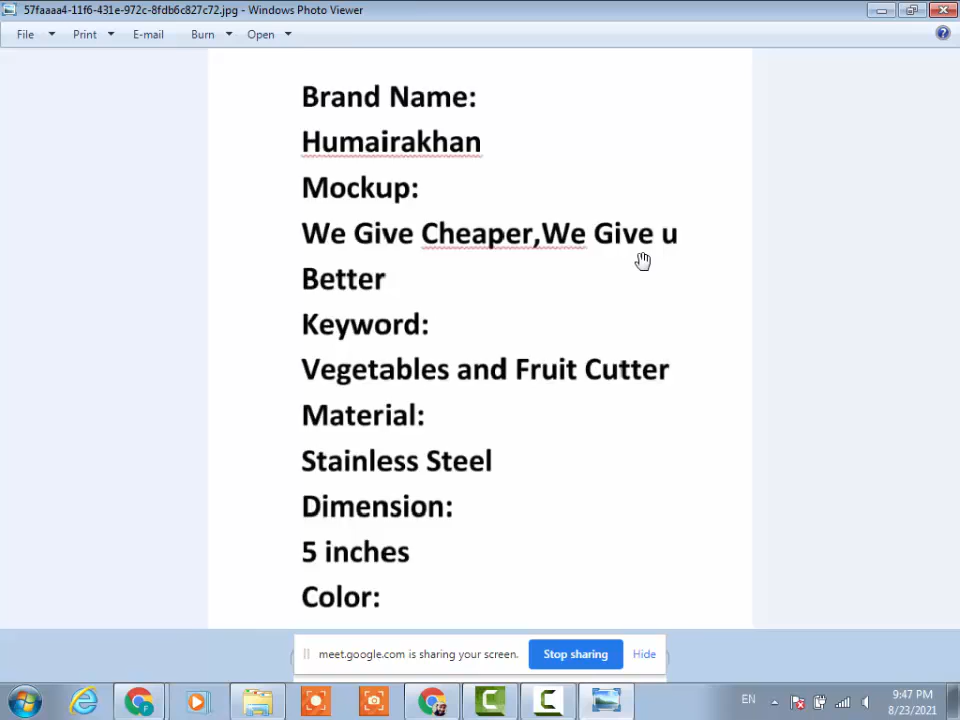 57faaaa4-11f6-431e-972c-8fdb6c827c72.jpg - Windows Photo Viewer
File Print E-mail Burn Open
Brand Name:
Humairakhan
Mockup:
We Give Cheaper,We Give u
Better
Keyword:
Vegetables and Fruit Cutter
Material:
Stainless Steel
Dimension:
5 inches
Color:
meet.google.com is sharing your screen. Stop sharing Hide
EN
9:47 PM
8/23/2021